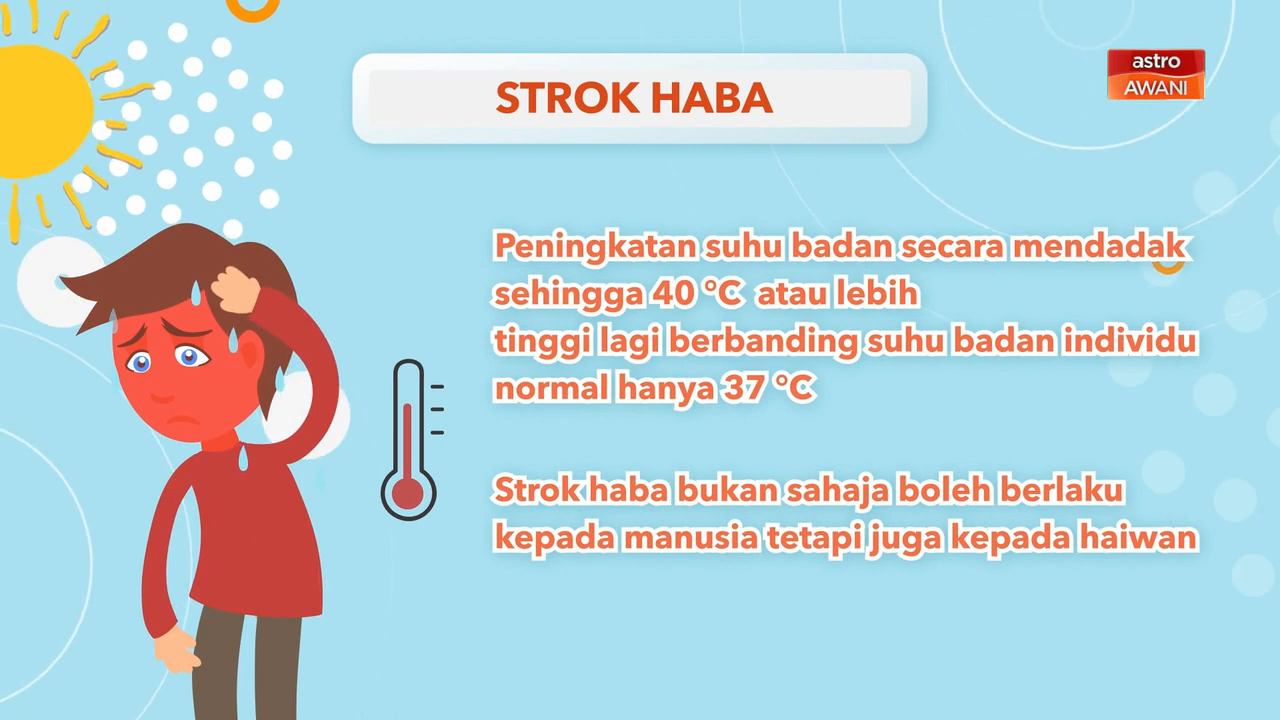 STROK HABA
astro
AWANI
Peningkatan suhu badan secara mendadak
sehingga 40 °C atau lebih
tinggi lagi berbanding suhu badan individu
normal hanya 37 °C
Strok haba bukan sahaja boleh berlaku
kepada manusia tetapi juga kepada haiwan